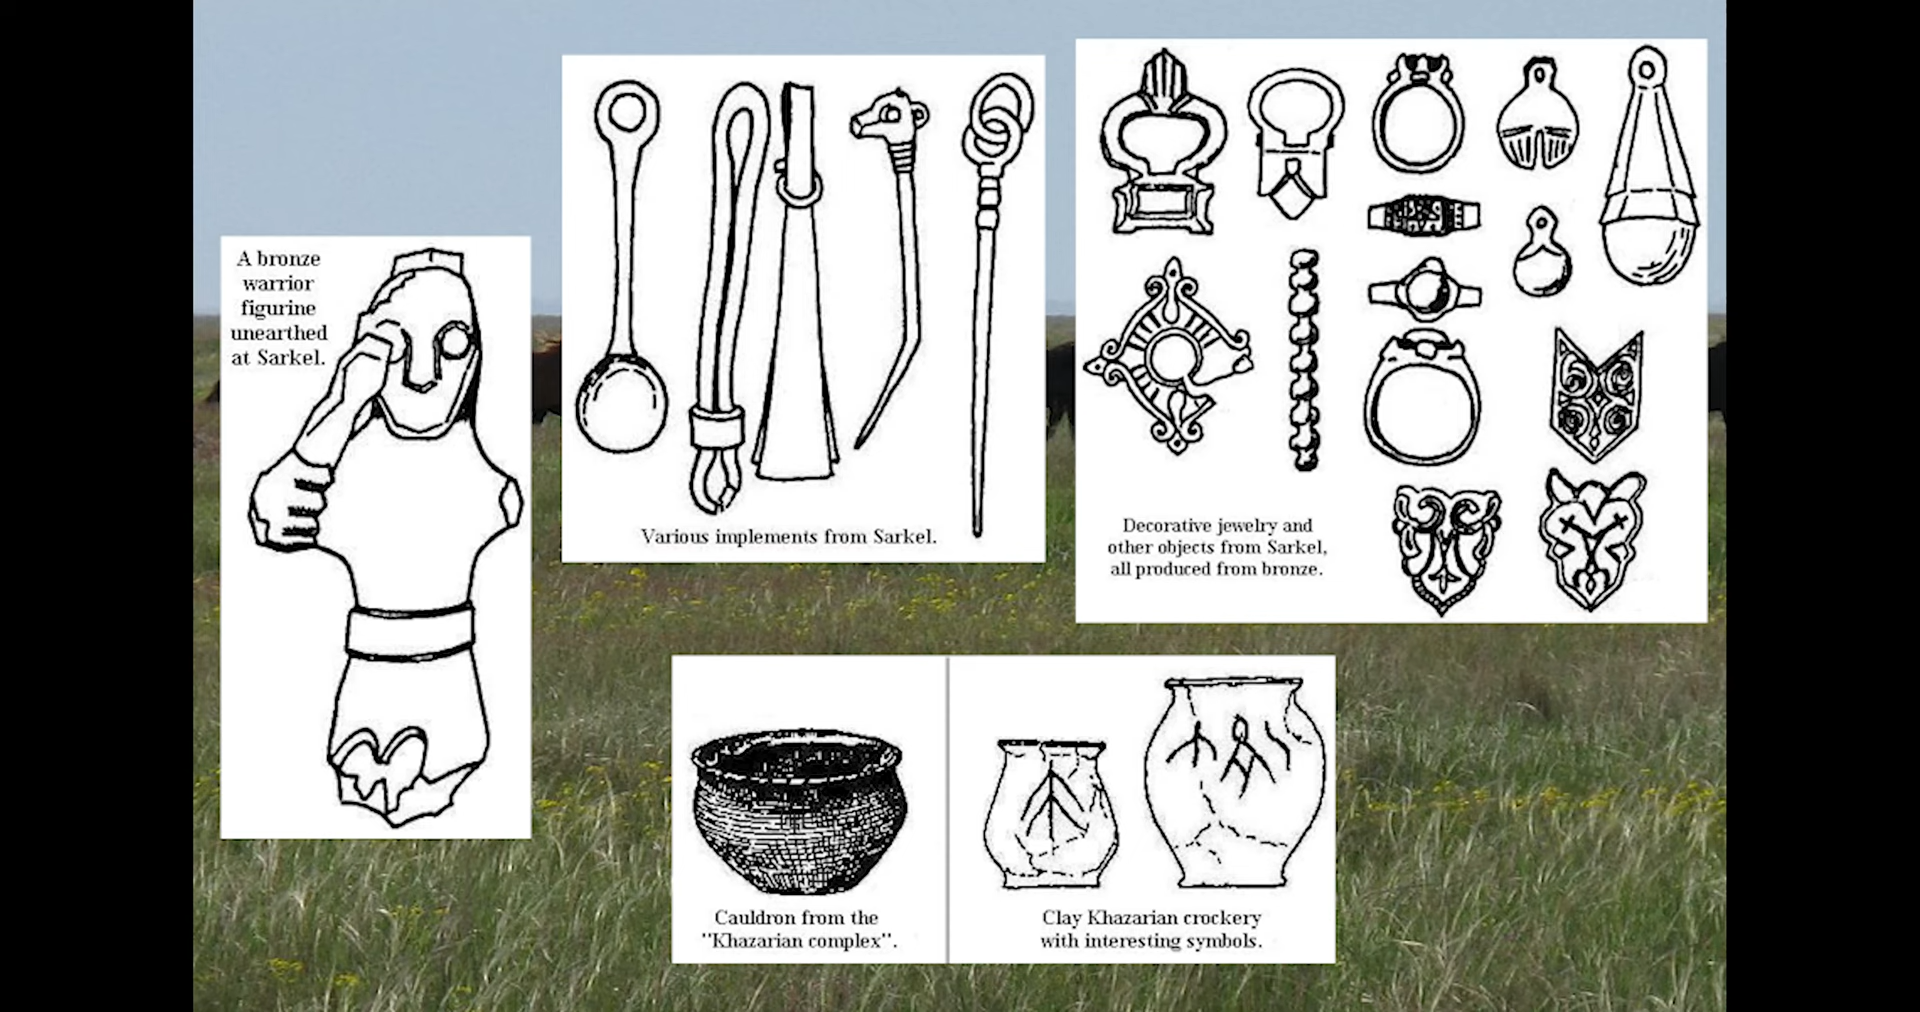 A bronze
warrior
figurine
unearthed
at Sarkel.
Various implements from Sarkel.
Decorative jewelry and
other objects from Sarkel,
all produced from bronze.
Cauldron from the
"Khazarian complex".
Clay Khazarian crockery
with interesting symbols.